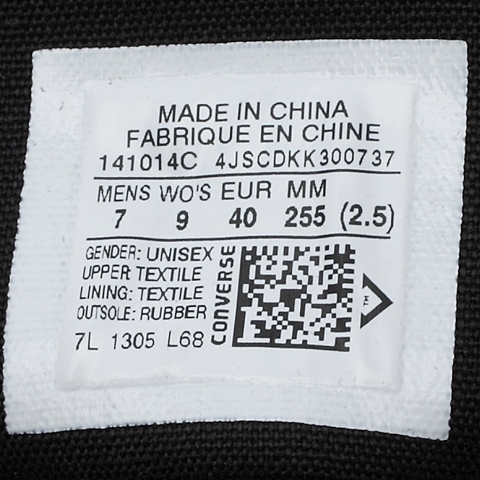 MADE IN CHINA
FABRIQUE EN CHINE
141014C 4JSCDKK300737
MENS WO'S EUR MM
7 9 40 255 (2.5)
GENDER: UNISEX
UPPER: TEXTILE
LINING: TEXTILE
OUTSOLE: RUBBER
7L 1305 L68
CONVERSE
E